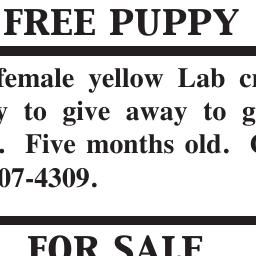 FREE PUPPY
female yellow Lab
to give away to
. Five months old.
07-4309.
FOR SALE